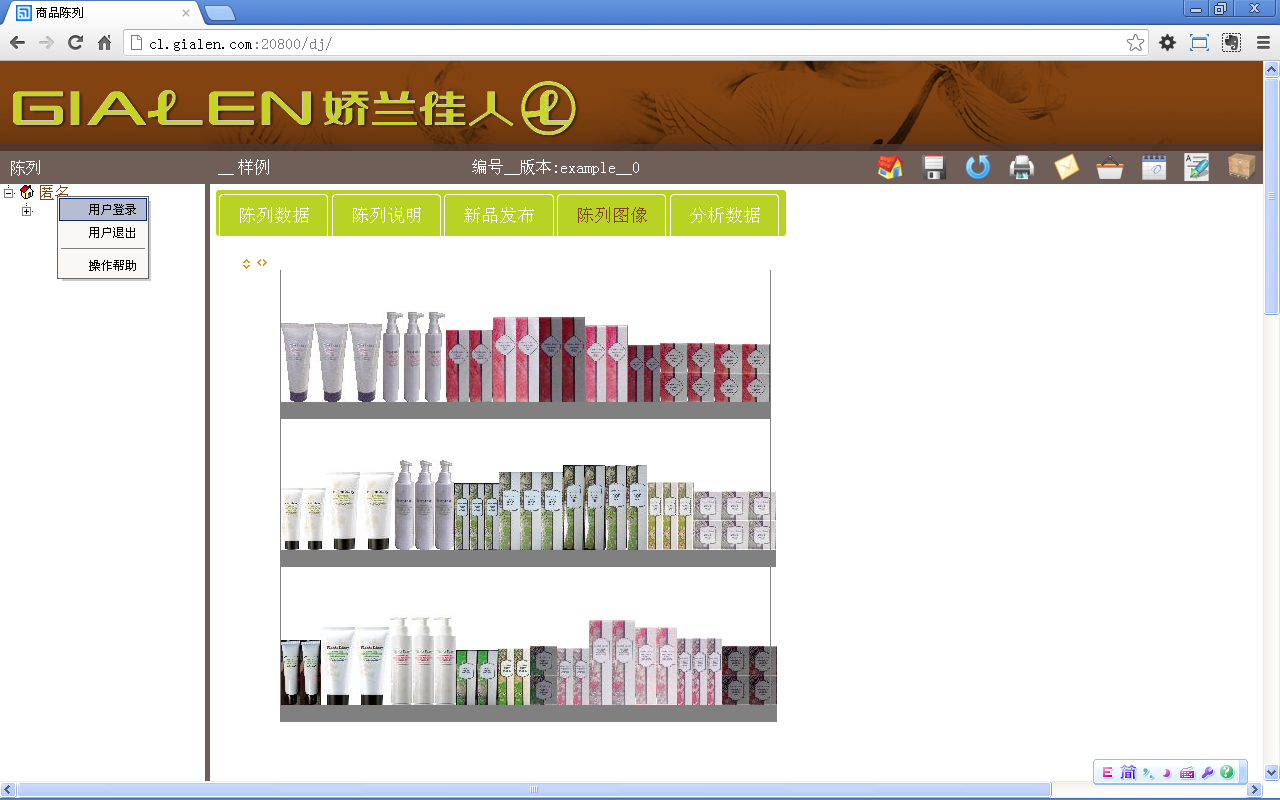 商品陈列
cl.gialen.com:20800/dj/
GIALEN 娇兰佳人
陈列
__ 样例
编号__版本:example__0
匿名
用户登录
用户退出
操作帮助
陈列数据
陈列说明
新品发布
陈列图像
分析数据
E 简